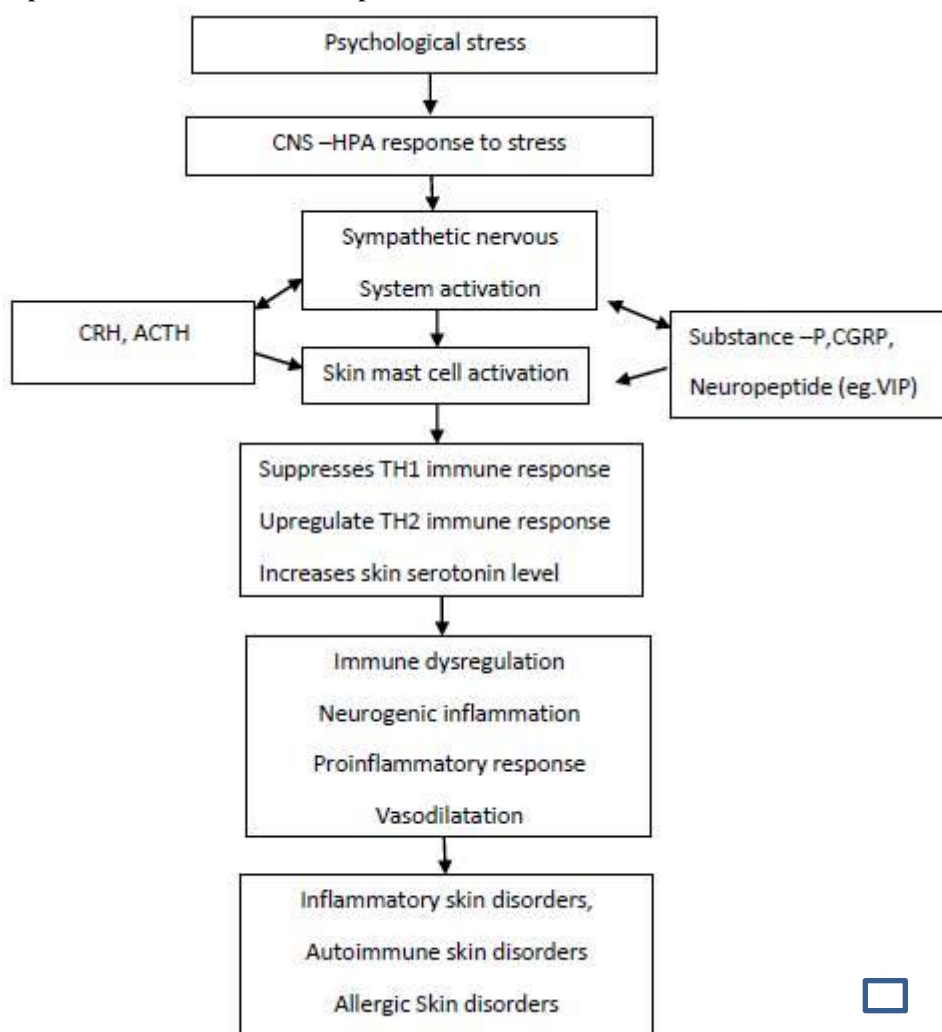 Psychological stress
CNS –HPA response to stress
Sympathetic nervous
System activation
CRH, ACTH
Substance –P,CGRP,
Neuropeptide (eg.VIP)
Skin mast cell activation
Suppresses TH1 immune response
Upregulate TH2 immune response
Increases skin serotonin level
Immune dysregulation
Neurogenic inflammation
Proinflammatory response
Vasodilatation
Inflammatory skin disorders,
Autoimmune skin disorders
Allergic Skin disorders